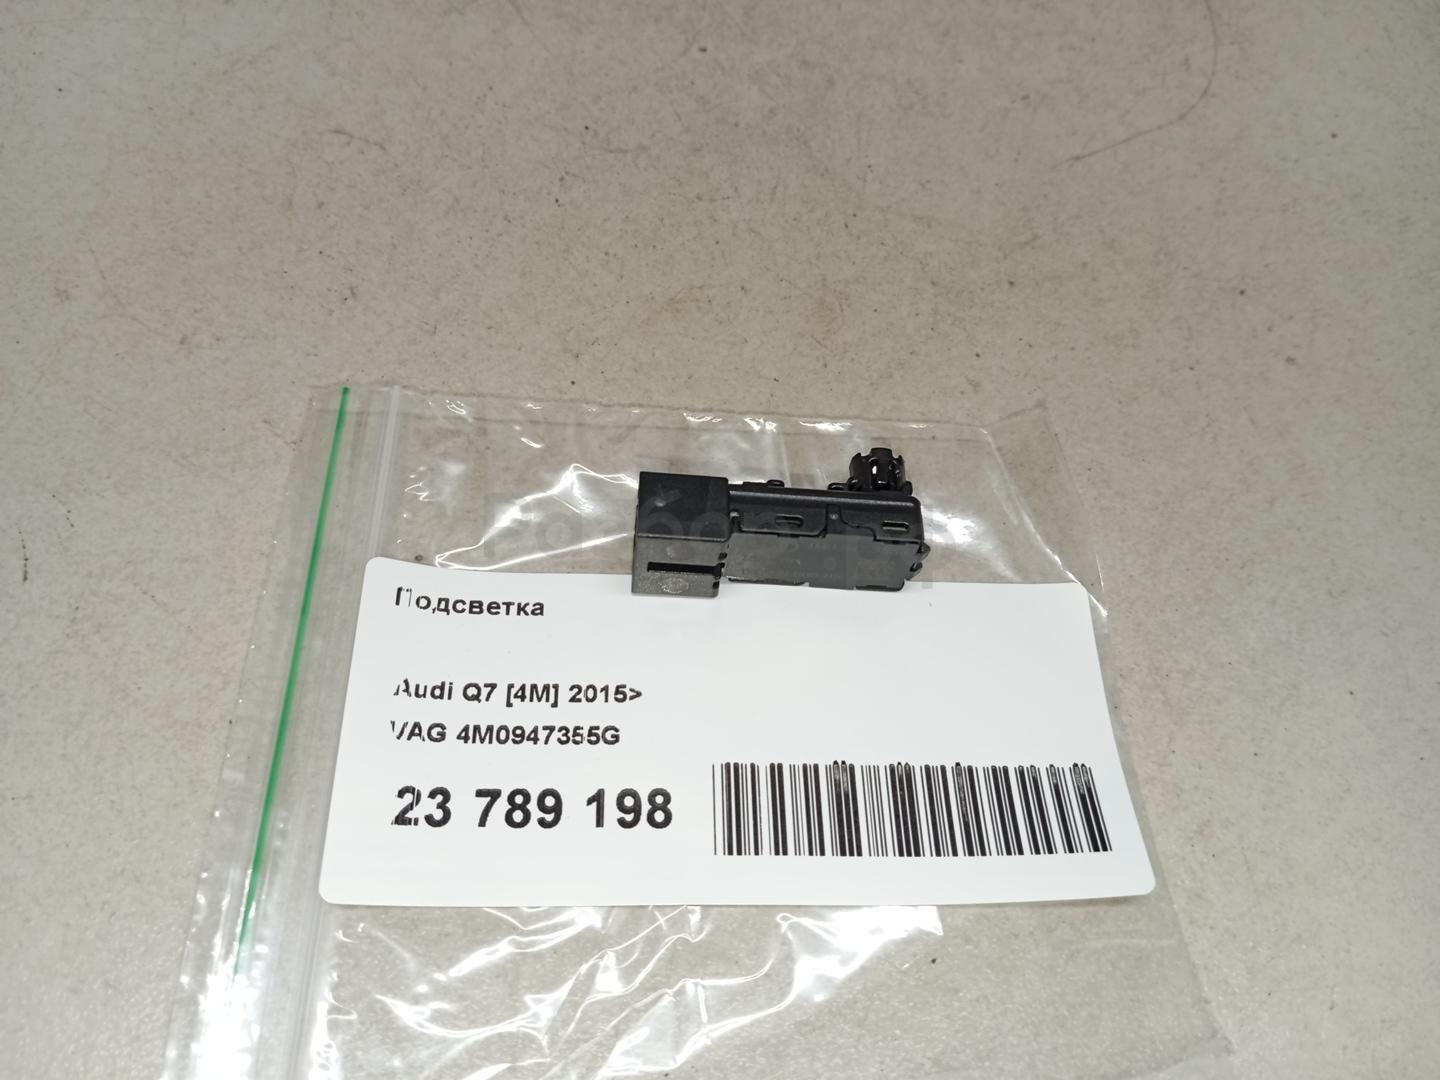 Подсветка
Audi Q7 [4M] 2015>
VAG 4M0947355G
23 789 198